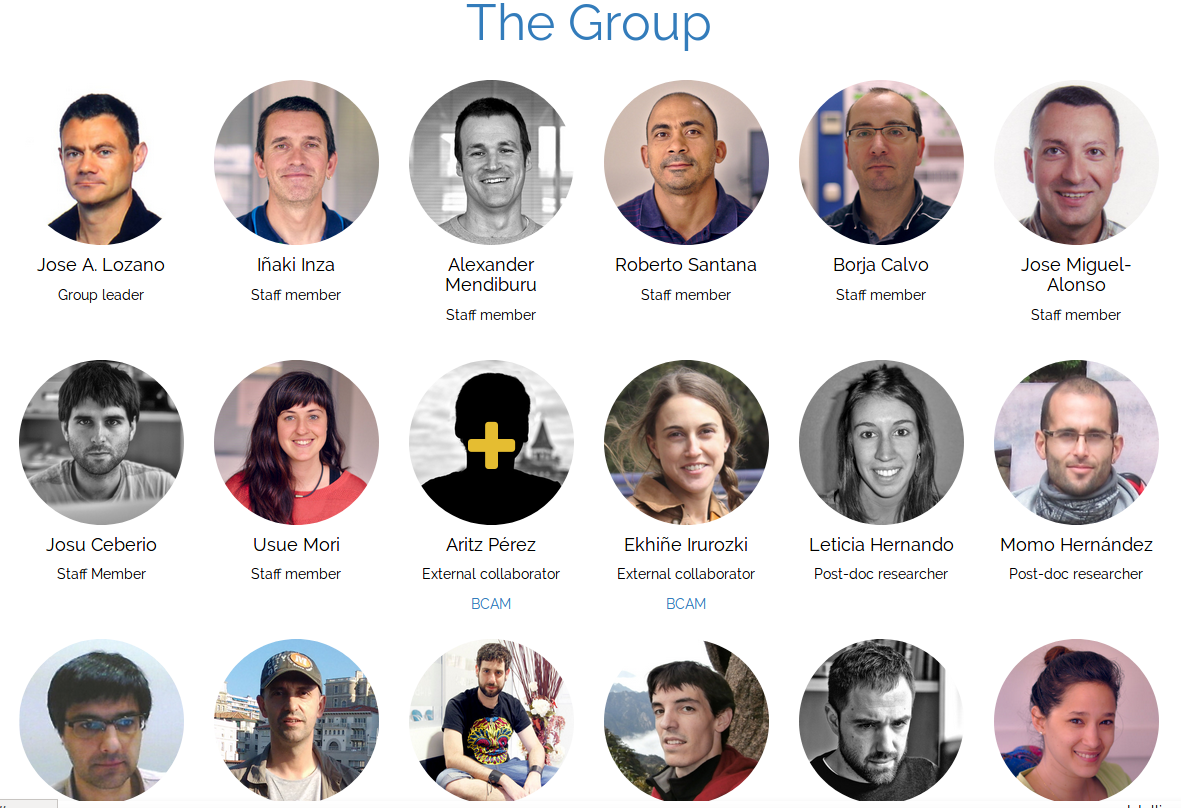 The Group
Jose A. Lozano
Iñaki Inza
Alexander
Mendiburu
Roberto Santana
Borja Calvo
Jose Miguel-
Alonso
Group leader
Staff member
Staff member
Staff member
Staff member
Staff member
Josu Ceberio
Usue Mori
Aritz Pérez
Ekhiñe Irurozki
Leticia Hernando
Momo Hernández
Staff Member
Staff member
External collaborator
External collaborator
Post-doc researcher
Post-doc researcher
BCAM
BCAM